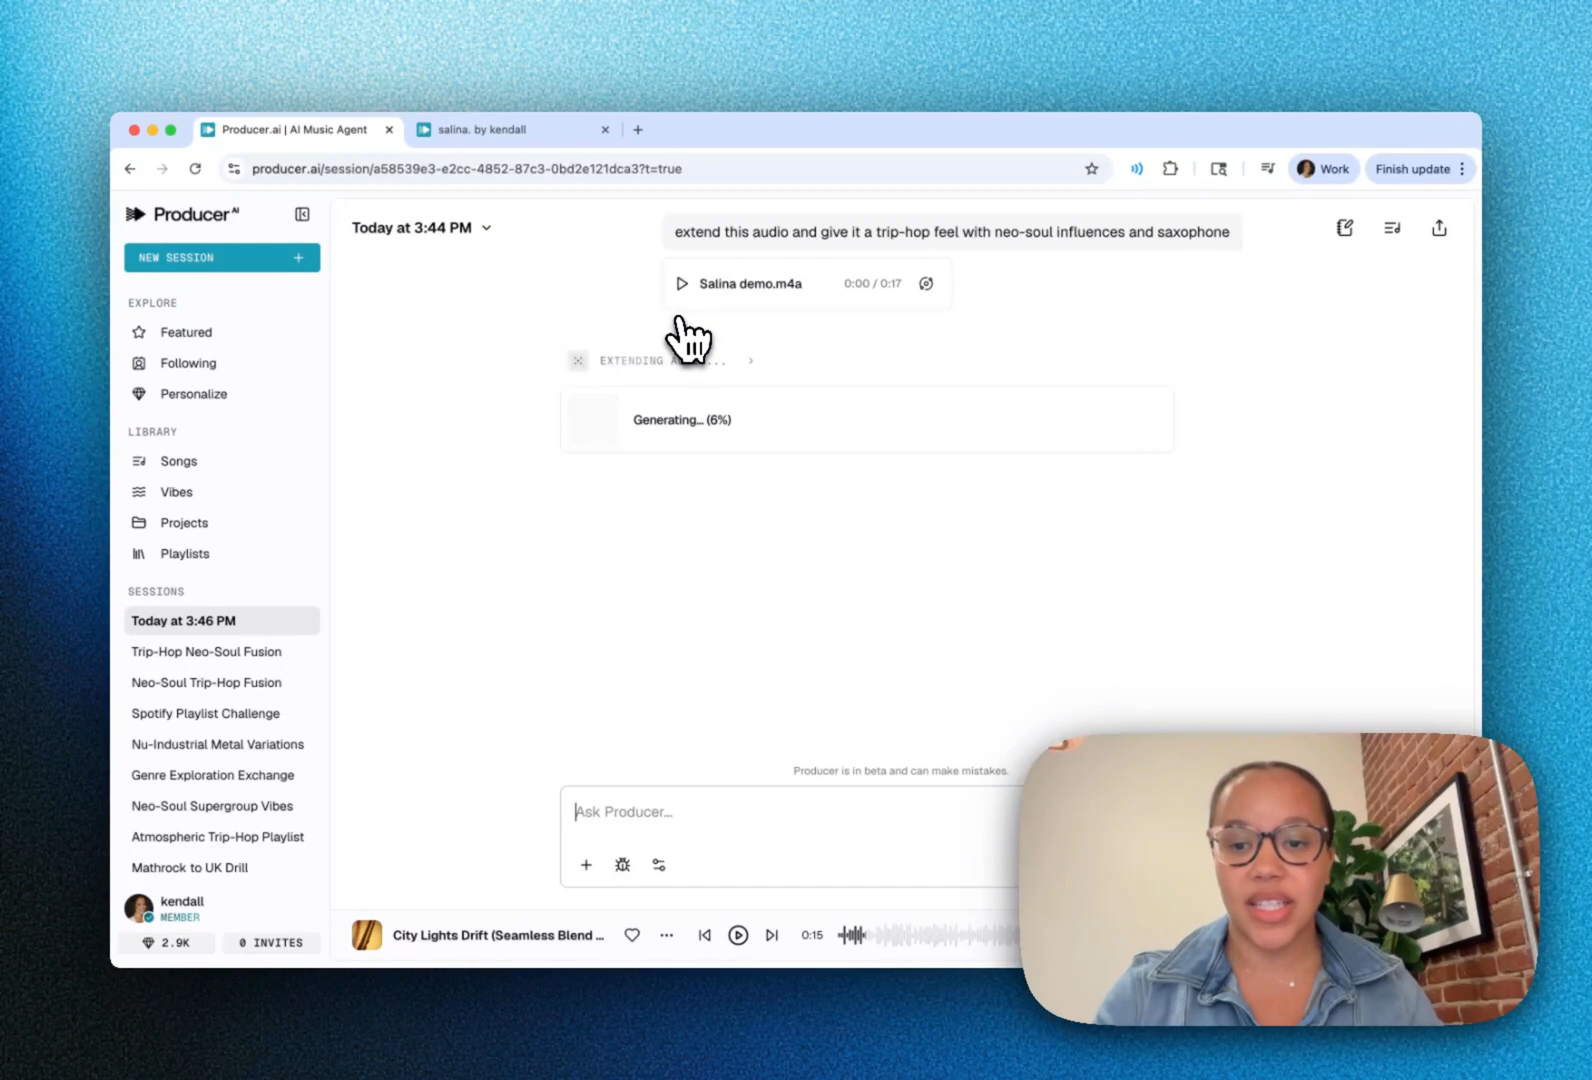 Producer.ai | AI Music Agent
salina. by kendall
producer.ai/session/a58539e3-e2cc-4852-87c3-0bd2e121dca3?t=true
Work
Finish update
Producer AI
NEW SESSION +
EXPLORE
Featured
Following
Personalize
LIBRARY
Songs
Vibes
Projects
Playlists
SESSIONS
Today at 3:46 PM
Trip-Hop Neo-Soul Fusion
Neo-Soul Trip-Hop Fusion
Spotify Playlist Challenge
Nu-Industrial Metal Variations
Genre Exploration Exchange
Neo-Soul Supergroup Vibes
Atmospheric Trip-Hop Playlist
Mathrock to UK Drill
kendall
MEMBER
2.9K
0 INVITES
Today at 3:44 PM
extend this audio and give it a trip-hop feel with neo-soul influences and saxophone
Salina demo.m4a 0:00 / 0:17
EXTENDING
Generating... (6%)
Producer is in beta and can make mistakes.
Ask Producer...
City Lights Drift (Seamless Blend ...
0:15